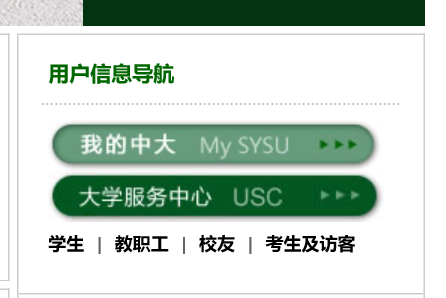 用户信息导航
我的中大 My SYSU
大学服务中心 USC
学生 | 教职工 | 校友 | 考生及访客